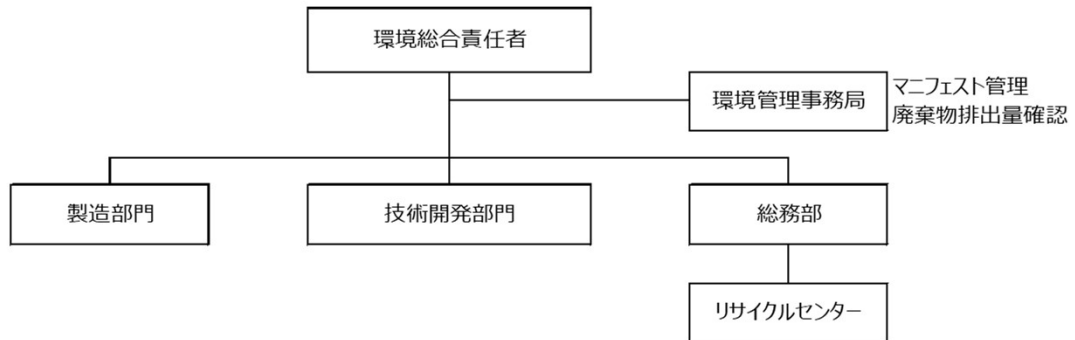 環境総合責任者
環境管理事務局
マニフェスト管理
廃棄物排出量確認
製造部門
技術開発部門
総務部
リサイクルセンター